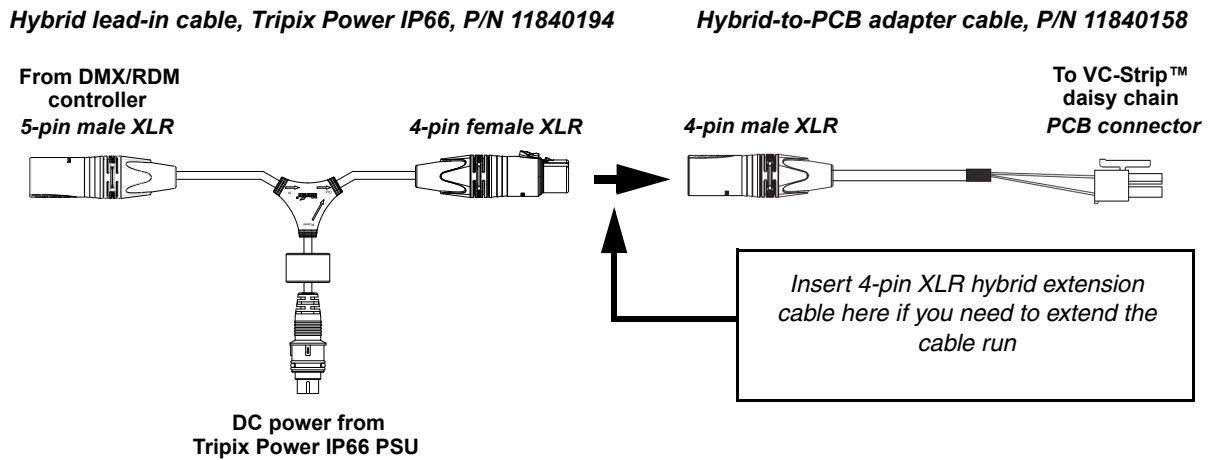 Hybrid lead-in cable, Tripix Power IP66, P/N 11840194
Hybrid-to-PCB adapter cable, P/N 11840158
From DMX/RDM
controller
5-pin male XLR
4-pin female XLR
4-pin male XLR
To VC-Strip™
daisy chain
PCB connector
Insert 4-pin XLR hybrid extension
cable here if you need to extend the
cable run
DC power from
Tripix Power IP66 PSU